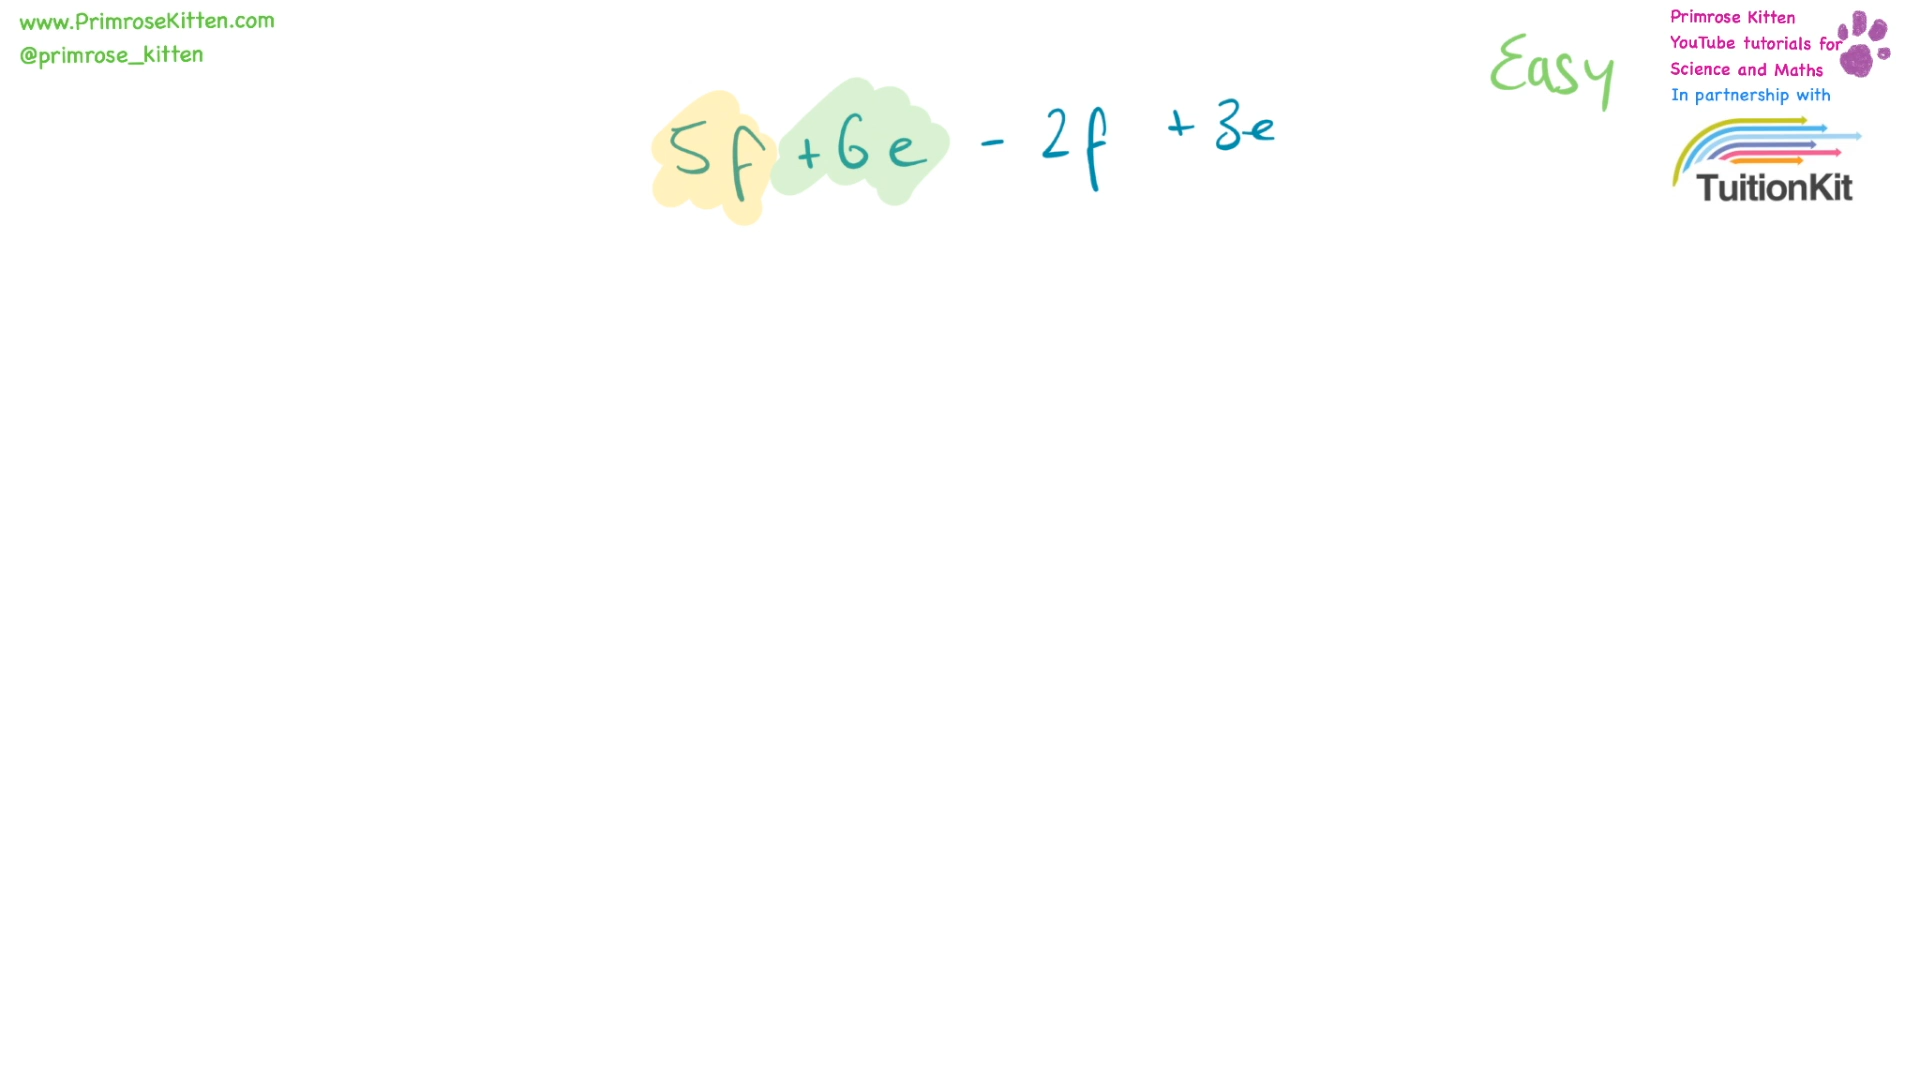 www.PrimroseKitten.com
@primrose_kitten
Easy
Primrose Kitten
YouTube tutorials for
Science and Maths
In partnership with
TuitionKit
5f +6e - 2f +3e